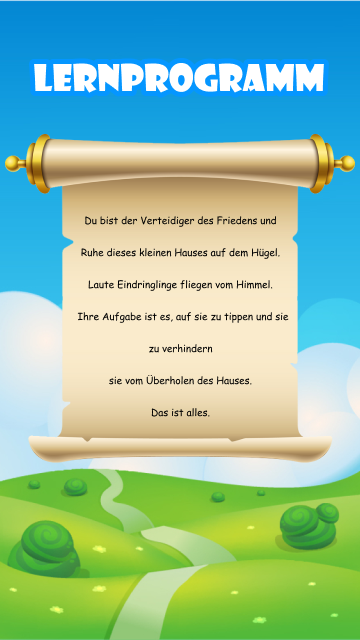 LERNPROGRAMM
Du bist der Verteidiger des Friedens und
Ruhe dieses kleinen Hauses auf dem Hügel.
Laute Eindringlinge fliegen vom Himmel.
Ihre Aufgabe ist es, auf sie zu tippen und sie
zu verhindern
sie vom Überholen des Hauses.
Das ist alles.